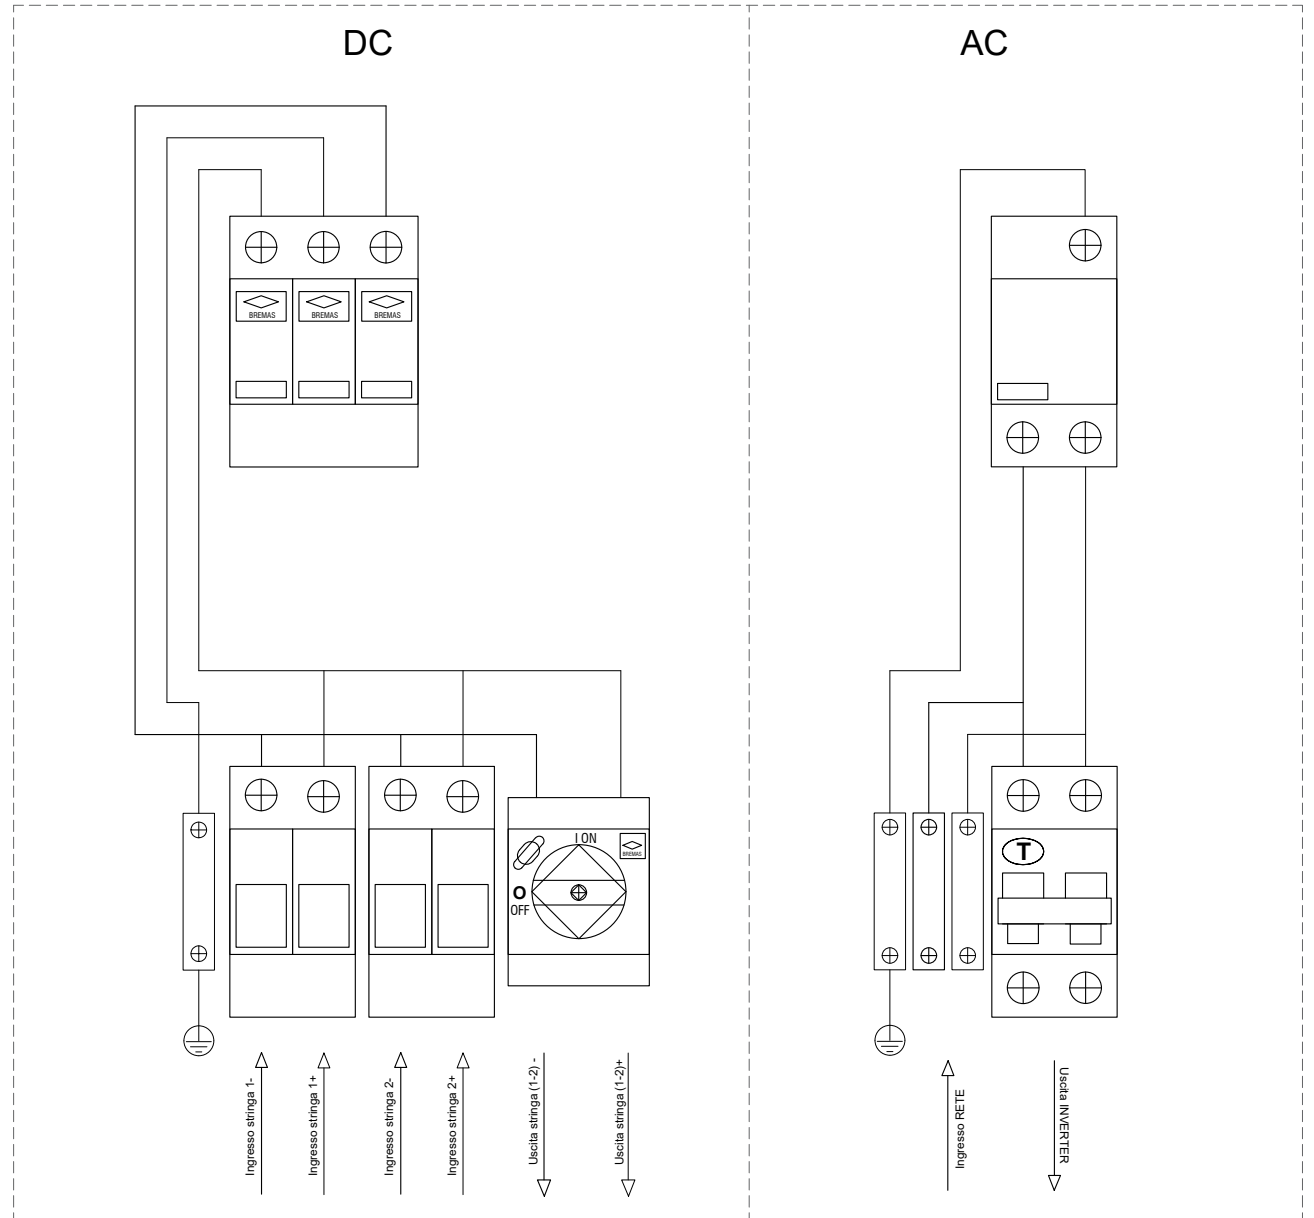 DC
AC
BREMAS
BREMAS
BREMAS
I ON
BREMAS
O
OFF
T
Ingresso stringa 1-
Ingresso stringa 1+
Ingresso stringa 2-
Ingresso stringa 2+
Uscita stringa (1-2) -
Uscita stringa (1-2)+
Ingresso RETE
Uscita INVERTER